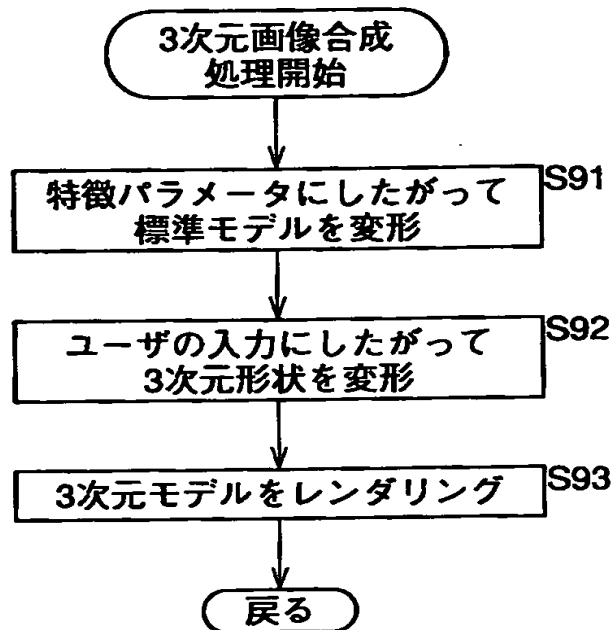 3次元画像合成
処理開始
S91
特徴パラメータにしたがって
標準モデルを変形
S92
ユーザの入力にしたがって
3次元形状を変形
S93
3次元モデルをレンダリング
戻る